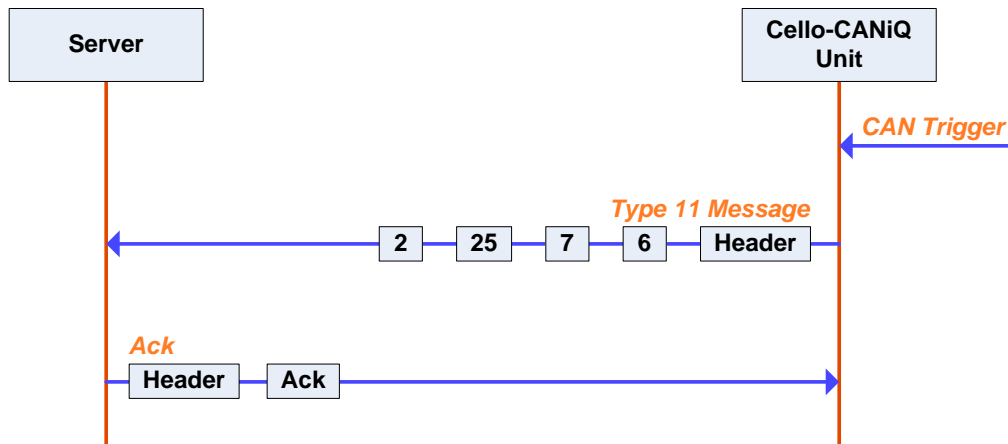 Server
Cello-CANiQ
Unit
CAN Trigger
Type 11 Message
2 25 7 6 Header
Ack
Header Ack